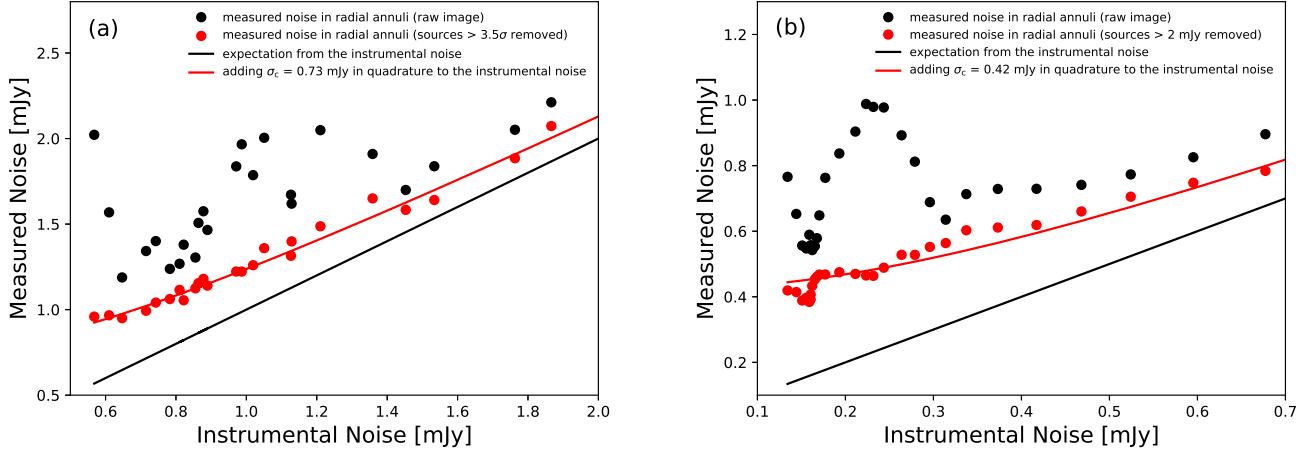 (a)
measured noise in radial annuli (raw image)
measured noise in radial annuli (sources > 3.5σ removed)
expectation from the instrumental noise
adding σc = 0.73 mJy in quadrature to the instrumental noise
Measured Noise [mJy]
2.5
2.0
1.5
1.0
0.5
0.6
0.8
1.0
1.2
1.4
1.6
1.8
2.0
Instrumental Noise [mJy]
(b)
measured noise in radial annuli (raw image)
measured noise in radial annuli (sources > 2 mJy removed)
expectation from the instrumental noise
adding σc = 0.42 mJy in quadrature to the instrumental noise
Measured Noise [mJy]
1.2
1.0
0.8
0.6
0.4
0.2
0.1
0.2
0.3
0.4
0.5
0.6
0.7
Instrumental Noise [mJy]